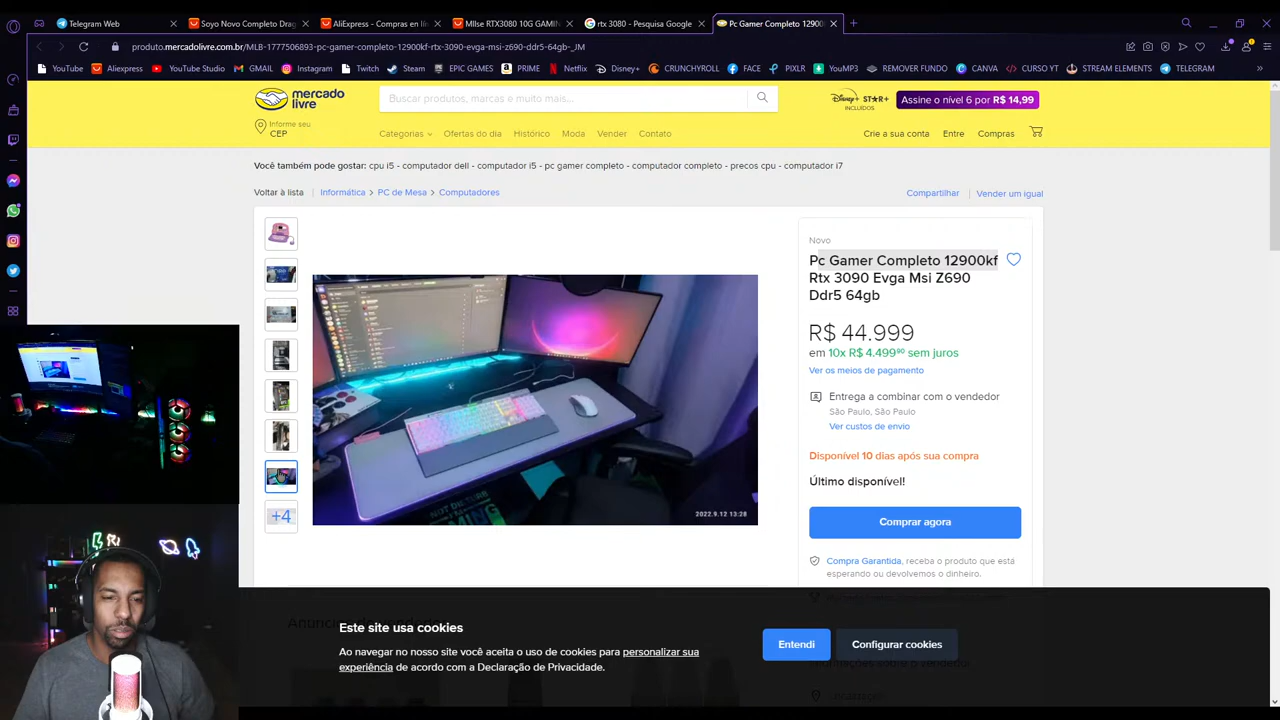 Telegram Web
Soyo Novo Completo Drag
AliExpress - Compras en lí
Mllse RTX3080 10G GAMIN
rtx 3080 - Pesquisa Google
Pc Gamer Completo 12900
produto.mercadolivre.com.br/MLB-1777506893-pc-gamer-completo-12900kf-rtx-3090-evga-msi-z690-ddr5-64gb-_JM
YouTube
Aliexpress
YouTube Studio
GMAIL
Instagram
Twitch
Steam
EPIC GAMES
PRIME
Netflix
Disney+
CRUNCHYROLL
FACE
PIXLR
YouMP3
REMOVER FUNDO
CANVA
CURSO YT
STREAM ELEMENTS
TELEGRAM
mercado
livre
Buscar produtos, marcas e muito mais...
Disney+ STAR+
INCLUIDOS
Assine o nível 6 por R$ 14,99
Informe seu
CEP
Categorias
Ofertas do dia
Histórico
Moda
Vender
Contato
Crie a sua conta
Entre
Compras
Você também pode gostar: cpu i5 - computador dell - computador i5 - pc gamer completo - computador completo - precos cpu - computador i7
Voltar à lista
Informática
PC de Mesa
Computadores
Compartilhar
Vender um igual
Novo
Pc Gamer Completo 12900kf
Rtx 3090 Evga Msi Z690
Ddr5 64gb
R$ 44.999
em 10x R$ 4.499⁹⁰ sem juros
Ver os meios de pagamento
Entrega a combinar com o vendedor
São Paulo, São Paulo
Ver custos de envio
Disponível 10 dias após sua compra
Último disponível!
Comprar agora
Compra Garantida, receba o produto que está
esperando ou devolvemos o dinheiro.
+4
2022.9.12 13:28
Este site usa cookies
Ao navegar no nosso site você aceita o uso de cookies para personalizar sua
experiência de acordo com a Declaração de Privacidade.
Entendi
Configurar cookies